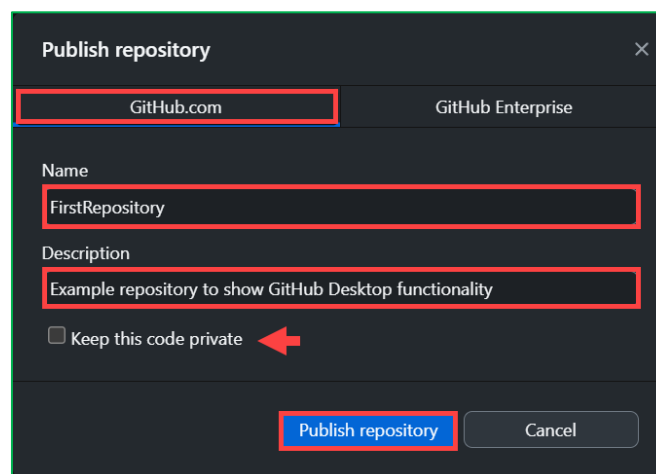 Publish repository
GitHub.com
GitHub Enterprise
Name
FirstRepository
Description
Example repository to show GitHub Desktop functionality
Keep this code private
Publish repository
Cancel